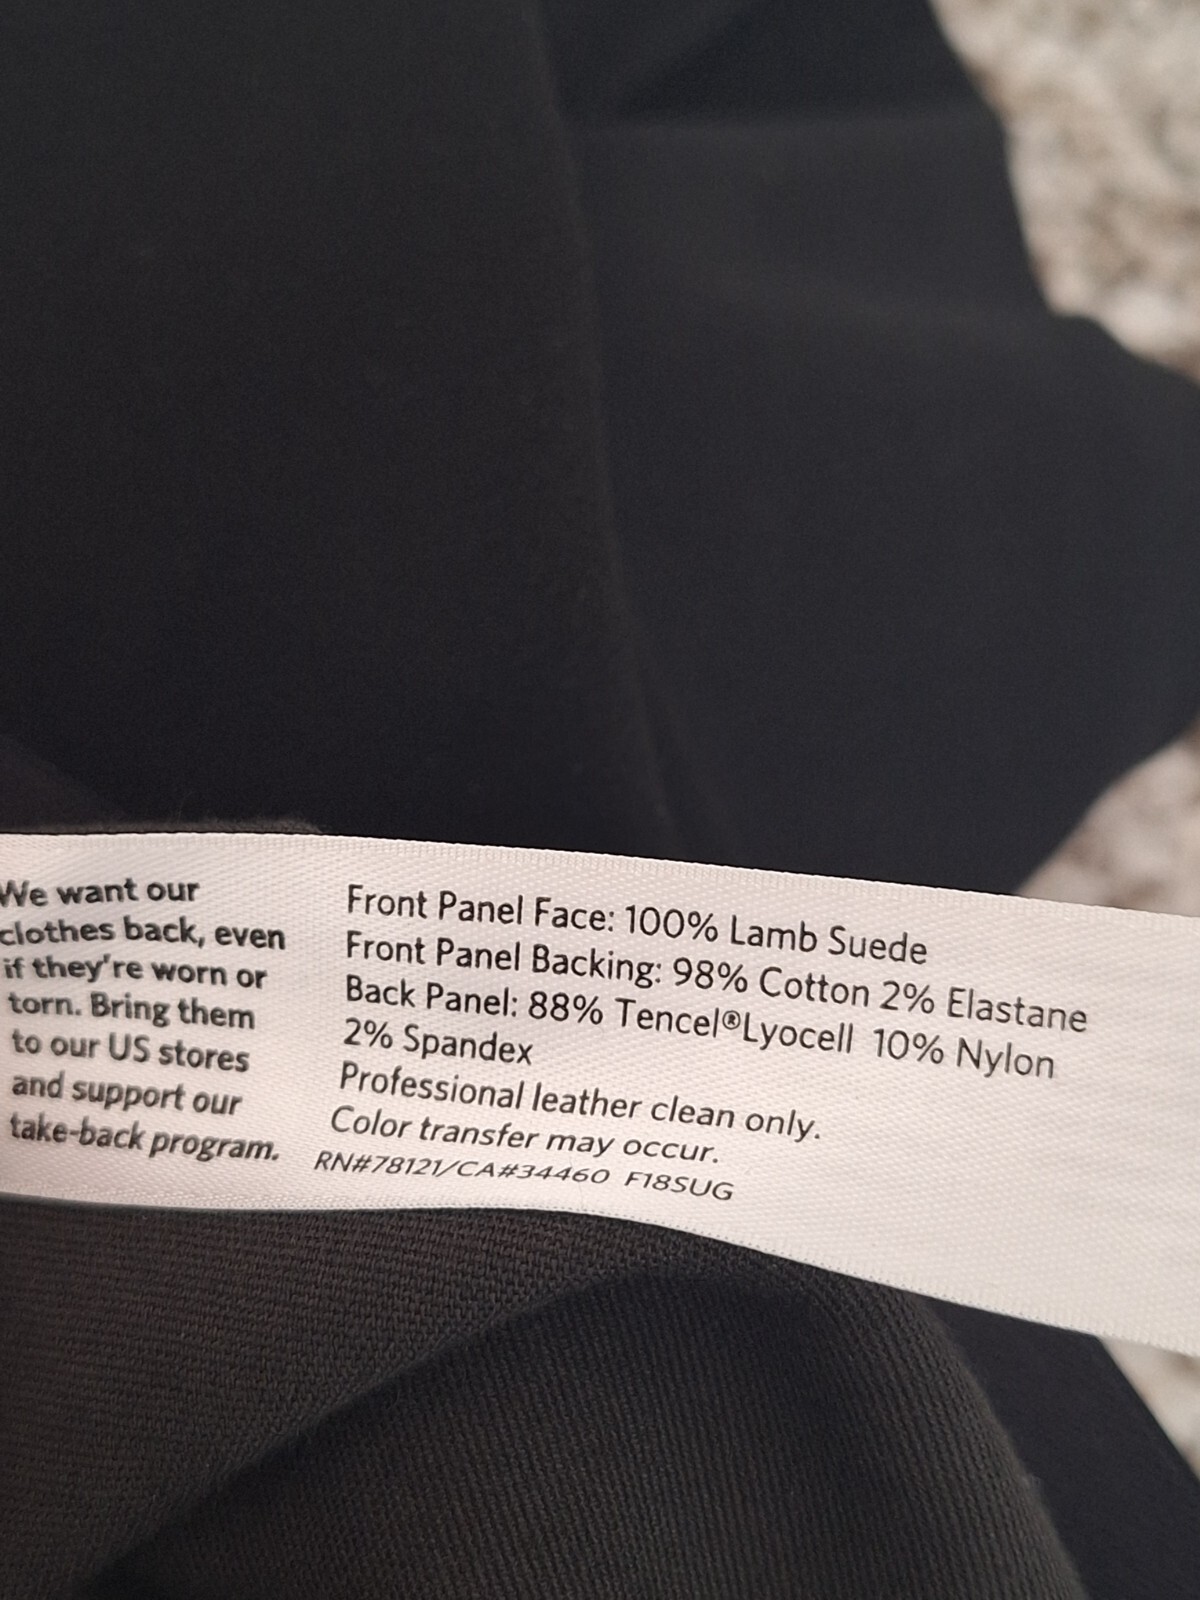 We want our
clothes back, even
if they're worn or
torn. Bring them
to our US stores
and support our
take-back program.
Front Panel Face: 100% Lamb Suede
Front Panel Backing: 98% Cotton 2% Elastane
Back Panel: 88% Tencel®Lyocell 10% Nylon
2% Spandex
Professional leather clean only.
Color transfer may occur.
RN#78121/CA#34460 F18SUG